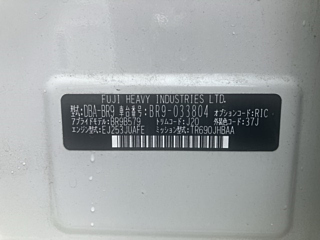 FUJI HEAVY INDUSTRIES LTD.
型式 DBA-BR9 車台番号 BR9-033804 オプションコード RIC
アプライドモデル BR9B579 トリムコード J20 外装色コード 37J
エンジン型式 EJ253JUAFE ミッション型式 TR690JHBAA